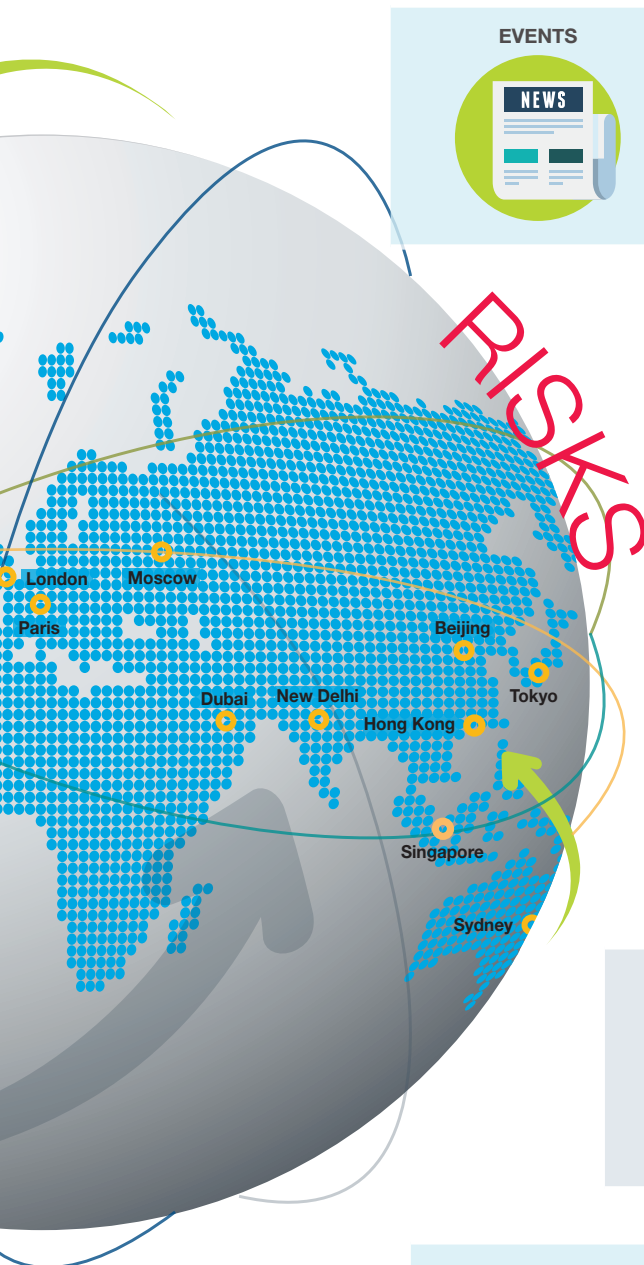 EVENTS
NEWS
RISKS
London
Moscow
Paris
Beijing
Dubai
New Delhi
Tokyo
Hong Kong
Singapore
Sydney